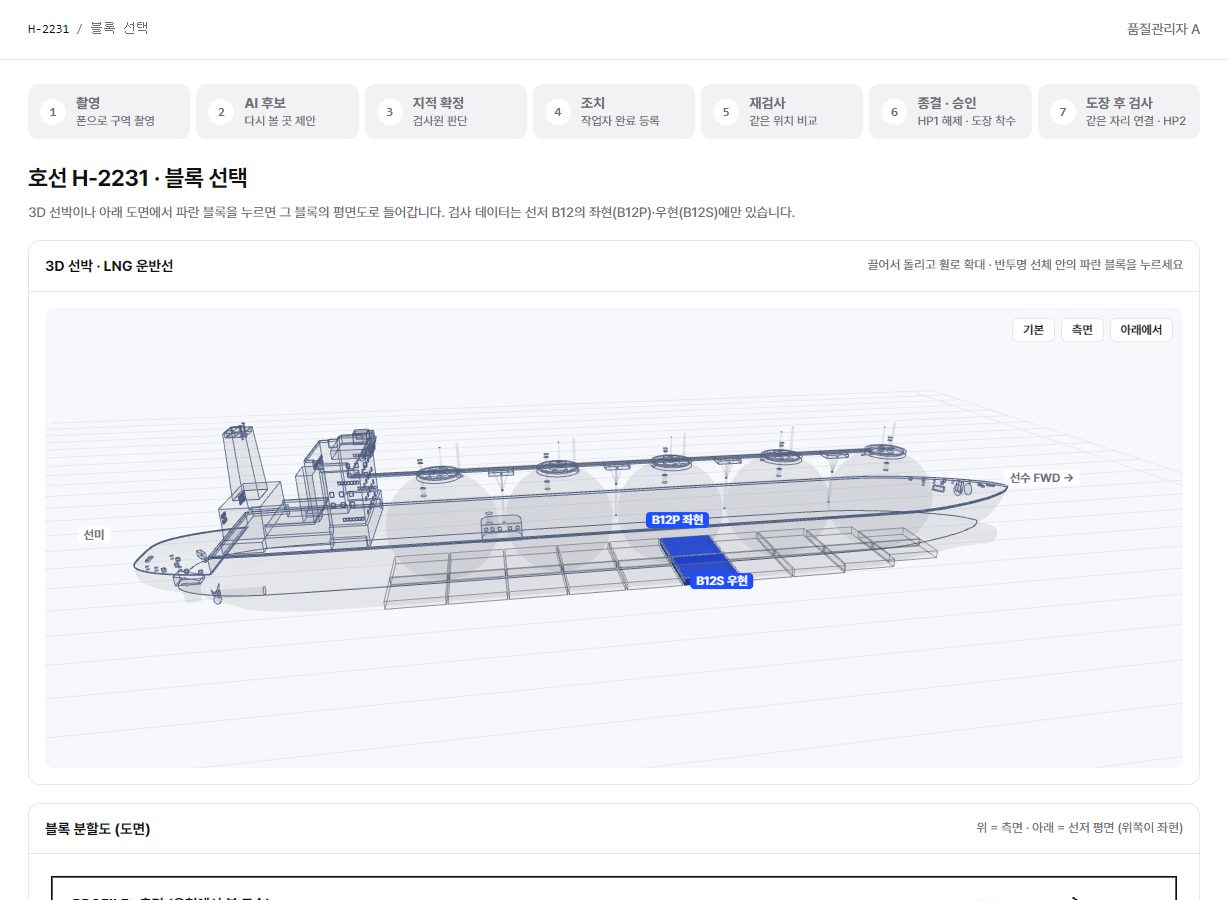 H-2231 / 블록 선택
품질관리자 A
1 촬영
폰으로 구역 촬영
2 AI 후보
다시 볼 곳 제안
3 지적 확정
검사원 판단
4 조치
작업자 완료 등록
5 재검사
같은 위치 비교
6 종결 · 승인
HP1 해제 · 도장 착수
7 도장 후 검사
같은 자리 연결 · HP2
호선 H-2231 · 블록 선택
3D 선박이나 아래 도면에서 파란 블록을 누르면 그 블록의 평면도로 들어갑니다. 검사 데이터는 선저 B12의 좌현(B12P)·우현(B12S)에만 있습니다.
3D 선박 · LNG 운반선
끌어서 돌리고 휠로 확대 · 반투명 선체 안의 파란 블록을 누르세요
기본
측면
아래에서
선수 FWD →
B12P 좌현
선미
B12S 우현
블록 분할도 (도면)
위 = 측면 · 아래 = 선저 평면 (위쪽이 좌현)